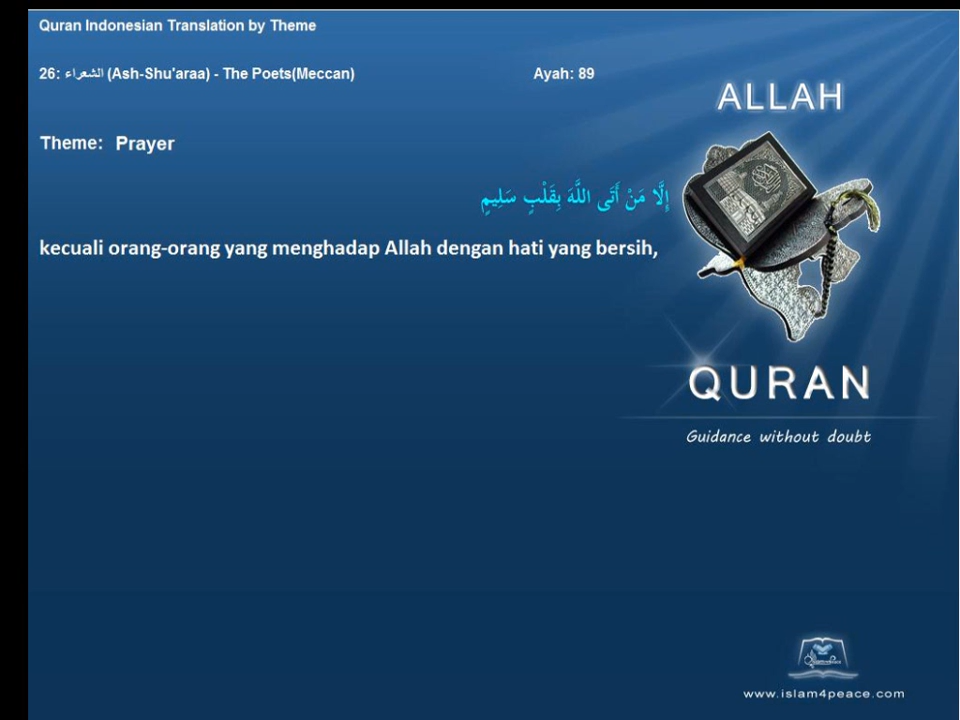 Quran Indonesian Translation by Theme
26: الشعراء (Ash-Shu'araa) - The Poets(Meccan) Ayah: 89
ALLAH
Theme: Prayer
إِلَّا مَنْ أَتَى اللَّهَ بِقَلْبٍ سَلِيمٍ
kecuali orang-orang yang menghadap Allah dengan hati yang bersih,
QURAN
Guidance without doubt
www.islam4peace.com